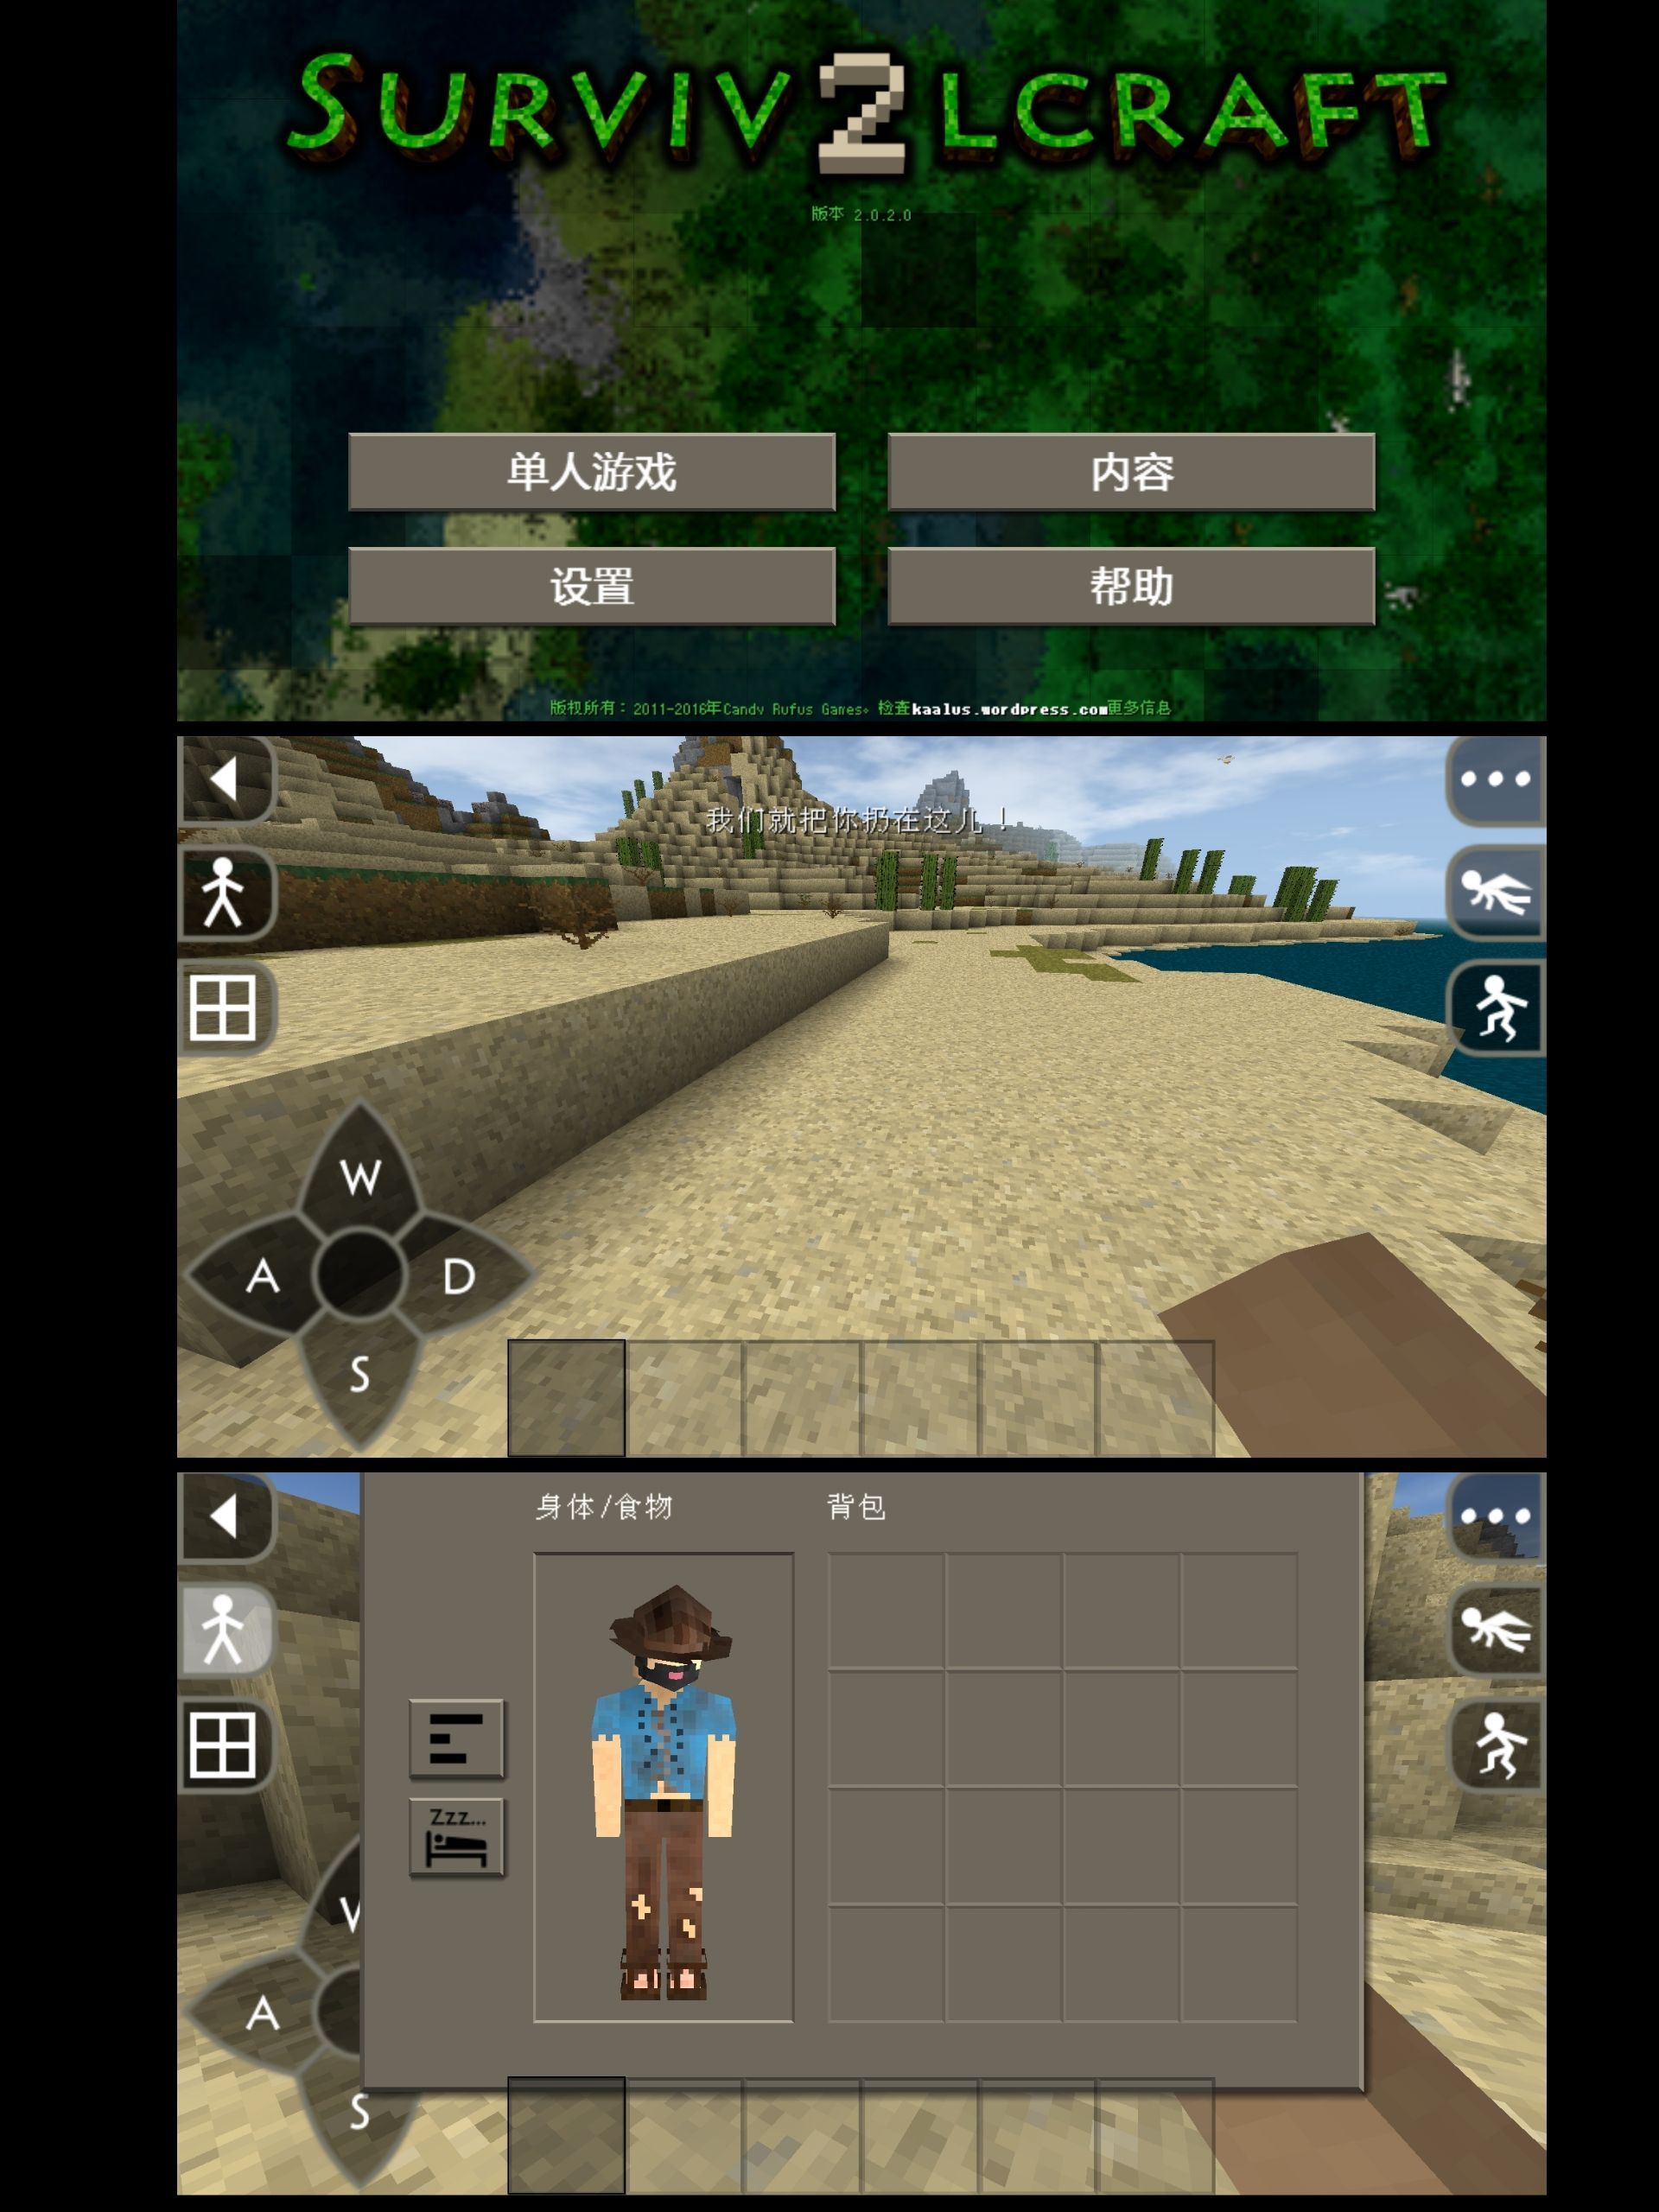 SURVIV2LCRAFT
版本 2.0.2.0
单人游戏
内容
设置
帮助
版权所有：2011-2016年Candy Rufus Games。检查kaalus.wordpress.com更多信息
我们就把你扔在这儿！
W
A
D
S
身体/食物
背包
Zzz...
A
S